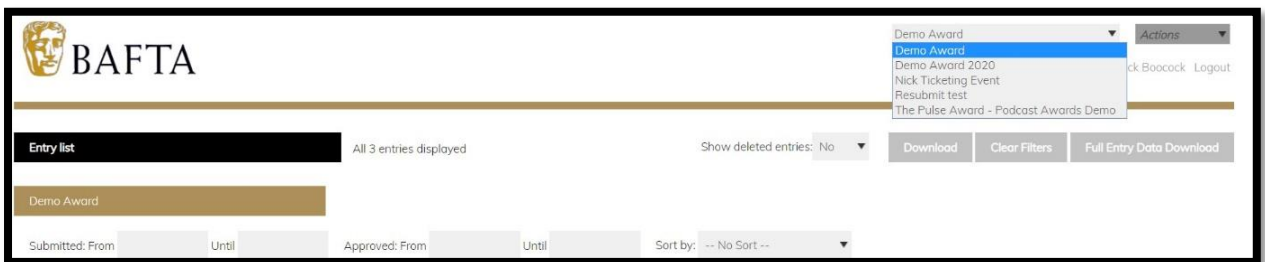 BAFTA
Demo Award
Actions
Demo Award
Demo Award 2020
Nick Ticketing Event
Resubmit test
The Pulse Award - Podcast Awards Demo
ck Boocock Logout
Entry list
All 3 entries displayed
Show deleted entries: No
Download
Clear Filters
Full Entry Data Download
Demo Award
Submitted: From
Until
Approved: From
Until
Sort by: -- No Sort --